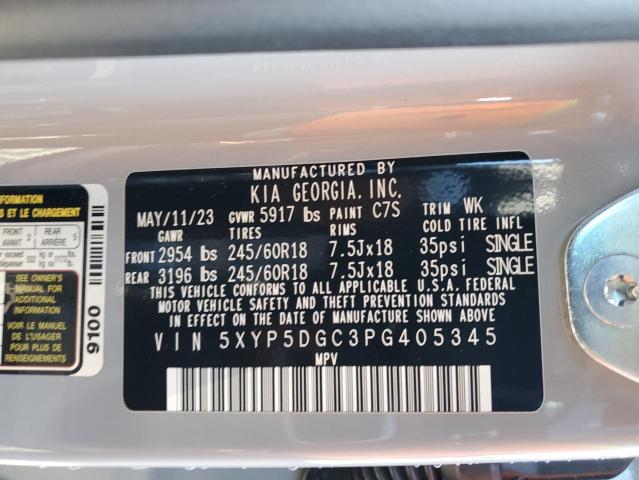 MANUFACTURED BY
KIA GEORGIA, INC.
MAY/11/23 GVWR 5917 lbs PAINT C7S TRIM WK
GAWR TIRES RIMS COLD TIRE INFL
FRONT 2954 lbs 245/60R18 7.5Jx18 35psi SINGLE
REAR 3196 lbs 245/60R18 7.5Jx18 35psi SINGLE
THIS VEHICLE CONFORMS TO ALL APPLICABLE U.S.A. FEDERAL
MOTOR VEHICLE SAFETY AND THEFT PREVENTION STANDARDS
IN EFFECT ON THE DATE OF MANUFACTURE SHOWN ABOVE.
VIN 5XYP5DGC3PG405345
MPV
INFORMATION
S ET LE CHARGEMENT
FRONT 2 REAR 5
AVANT
SEE OWNER'S
MANUAL FOR
ADDITIONAL
INFORMATION
VOIR LE MANUEL
DE L'USAGER
POUR PLUS DE
9100